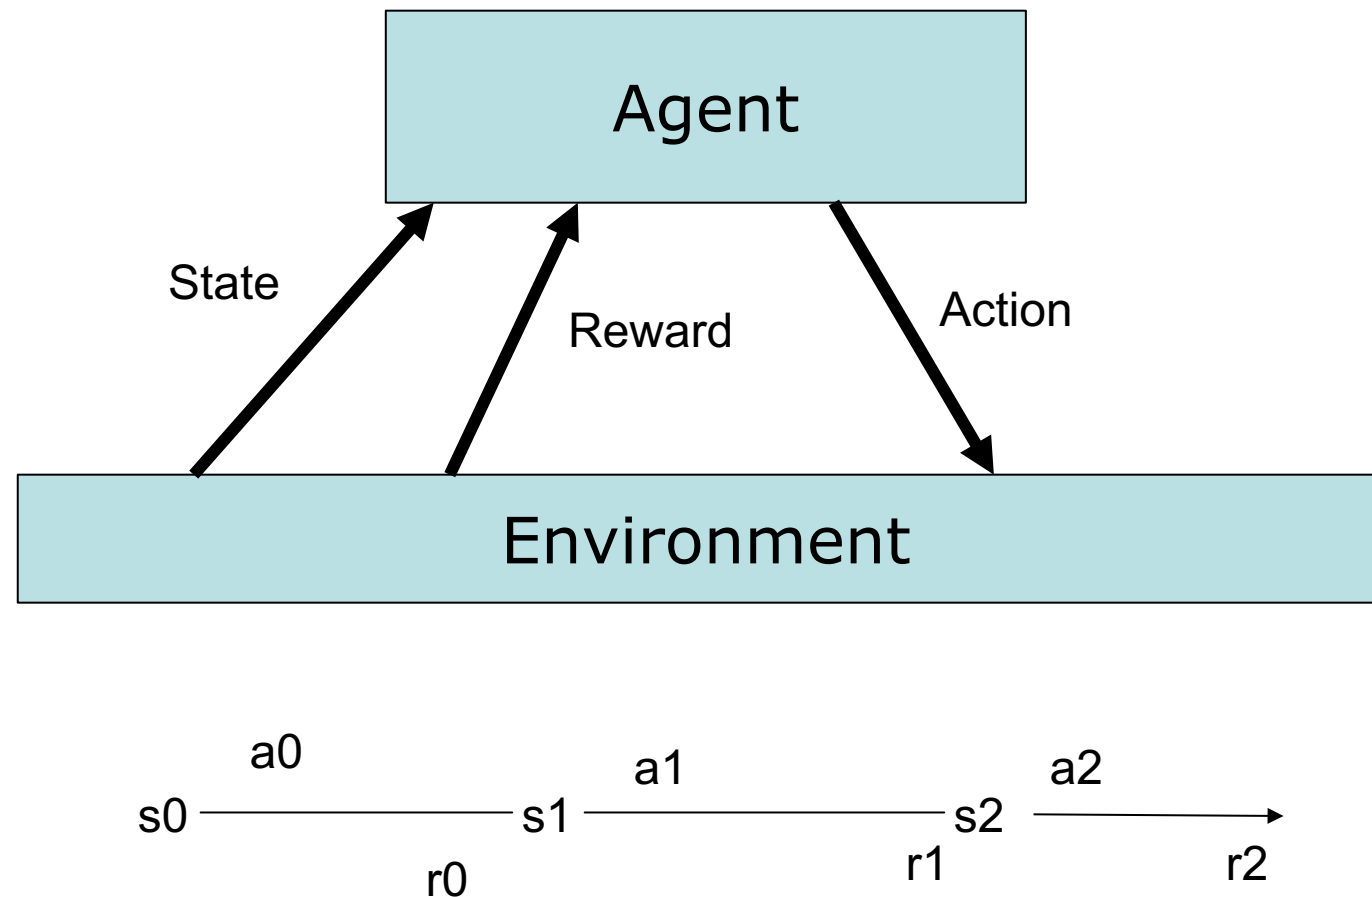 Agent
State
Reward
Action
Environment
a0
a1
a2
s0
s1
s2
r0
r1
r2